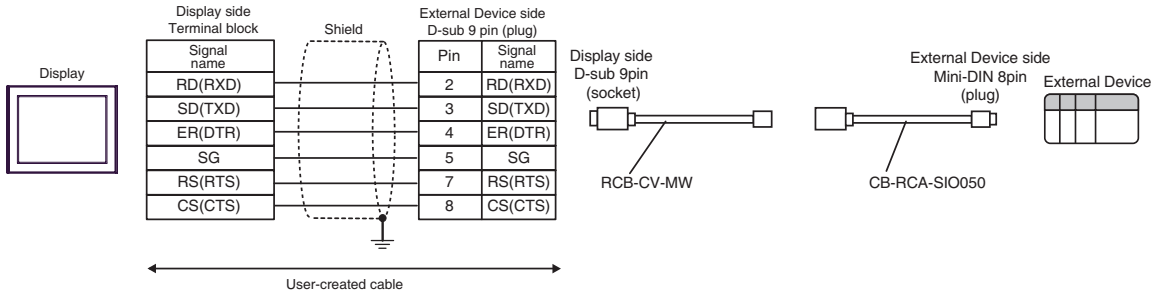 Display
Display side
Terminal block
Shield
External Device side
D-sub 9 pin (plug)
Signal
name
Pin
Signal
name
RD(RXD)
2
RD(RXD)
SD(TXD)
3
SD(TXD)
ER(DTR)
4
ER(DTR)
SG
5
SG
RS(RTS)
7
RS(RTS)
CS(CTS)
8
CS(CTS)
User-created cable
Display side
D-sub 9pin
(socket)
RCB-CV-MW
External Device side
Mini-DIN 8pin
(plug)
CB-RCA-SIO050
External Device